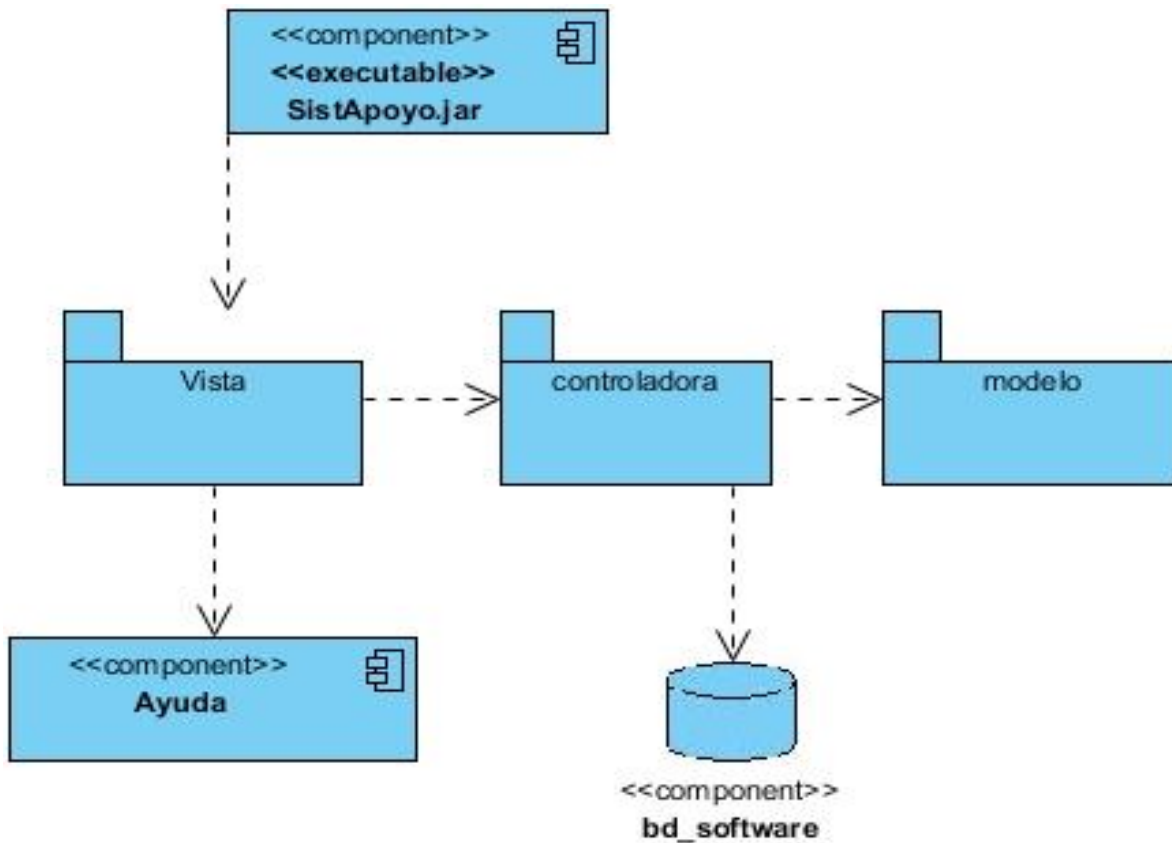 <<component>>
<<executable>>
SistApoyo.jar
Vista
controladora
modelo
<<component>>
Ayuda
<<component>>
bd_software